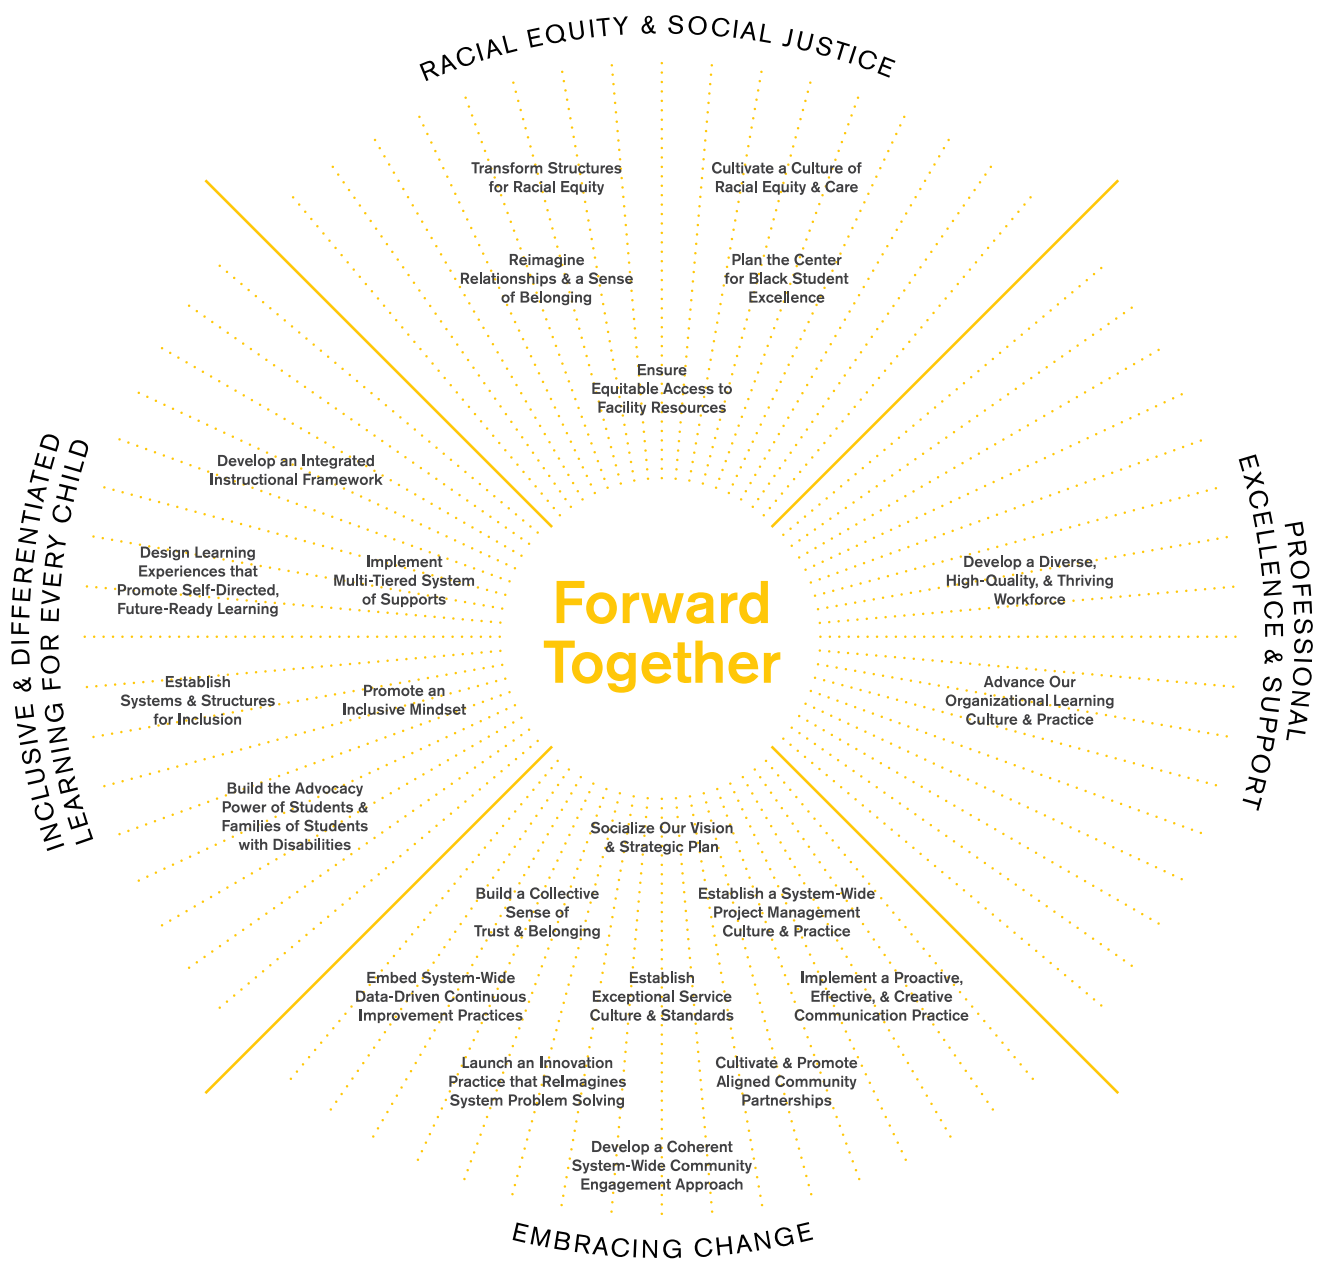 RACIAL EQUITY & SOCIAL JUSTICE
Transform Structures
for Racial Equity
Cultivate a Culture of
Racial Equity & Care
Reimagine
Relationships & a Sense
of Belonging
Plan the Center
for Black Student
Excellence
Ensure
Equitable Access to
Facility Resources
INCLUSIVE & DIFFERENTIATED
LEARNING FOR EVERY CHILD
Develop an Integrated
Instructional Framework
Design Learning
Experiences that
Promote Self-Directed,
Future-Ready Learning
Implement
Multi-Tiered System
of Supports
Establish
Systems & Structures
for Inclusion
Promote an
Inclusive Mindset
Build the Advocacy
Power of Students &
Families of Students
with Disabilities
Forward
Together
PROFESSIONAL
EXCELLENCE & SUPPORT
Develop a Diverse,
High-Quality, & Thriving
Workforce
Advance Our
Organizational Learning
Culture & Practice
Socialize Our Vision
& Strategic Plan
Build a Collective
Sense of
Trust & Belonging
Establish a System-Wide
Project Management
Culture & Practice
Embed System-Wide
Data-Driven Continuous
Improvement Practices
Establish
Exceptional Service
Culture & Standards
Implement a Proactive,
Effective, & Creative
Communication Practice
Launch an Innovation
Practice that ReImagines
System Problem Solving
Cultivate & Promote
Aligned Community
Partnerships
Develop a Coherent
System-Wide Community
Engagement Approach
EMBRACING CHANGE